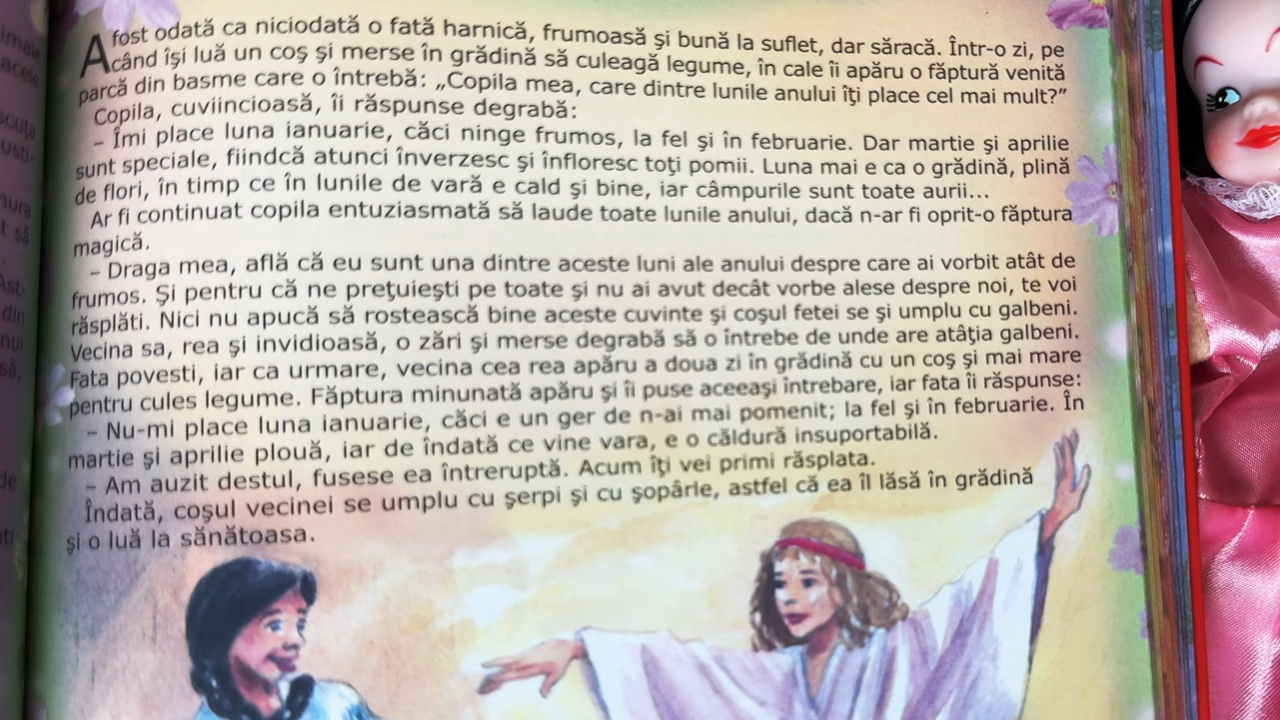 A fost odată ca niciodată o fată harnică, frumoasă şi bună la suflet, dar săracă. Într-o zi, pe
când îşi luă un coş şi merse în grădină să culeagă legume, în cale îi apăru o făptură venită
parcă din basme care o întrebă: „Copila mea, care dintre lunile anului îţi place cel mai mult?”
Copila, cuviincioasă, îi răspunse degrabă:
– Îmi place luna ianuarie, căci ninge frumos, la fel şi în februarie. Dar martie şi aprilie
sunt speciale, fiindcă atunci înverzesc şi înfloresc toţi pomii. Luna mai e ca o grădină, plină
de flori, în timp ce în lunile de vară e cald şi bine, iar câmpurile sunt toate aurii...
Ar fi continuat copila entuziasmată să laude toate lunile anului, dacă n-ar fi oprit-o făptura
magică.
– Draga mea, află că eu sunt una dintre aceste luni ale anului despre care ai vorbit atât de
frumos. Şi pentru că ne preţuieşti pe toate şi nu ai avut decât vorbe alese despre noi, te voi
răsplăti. Nici nu apucă să rostească bine aceste cuvinte şi coşul fetei se şi umplu cu galbeni.
Vecina sa, rea şi invidioasă, o zări şi merse degrabă să o întrebe de unde are atâţia galbeni.
Fata povesti, iar ca urmare, vecina cea rea apăru a doua zi în grădină cu un coş şi mai mare
pentru cules legume. Făptura minunată apăru şi îi puse aceeaşi întrebare, iar fata îi răspunse:
– Nu-mi place luna ianuarie, căci e un ger de n-ai mai pomenit; la fel şi în februarie. În
martie şi aprilie plouă, iar de îndată ce vine vara, e o căldură insuportabilă.
– Am auzit destul, fusese ea întreruptă. Acum îţi vei primi răsplata.
Îndată, coşul vecinei se umplu cu şerpi şi cu şopârle, astfel că ea îl lăsă în grădină
şi o luă la sănătoasa.